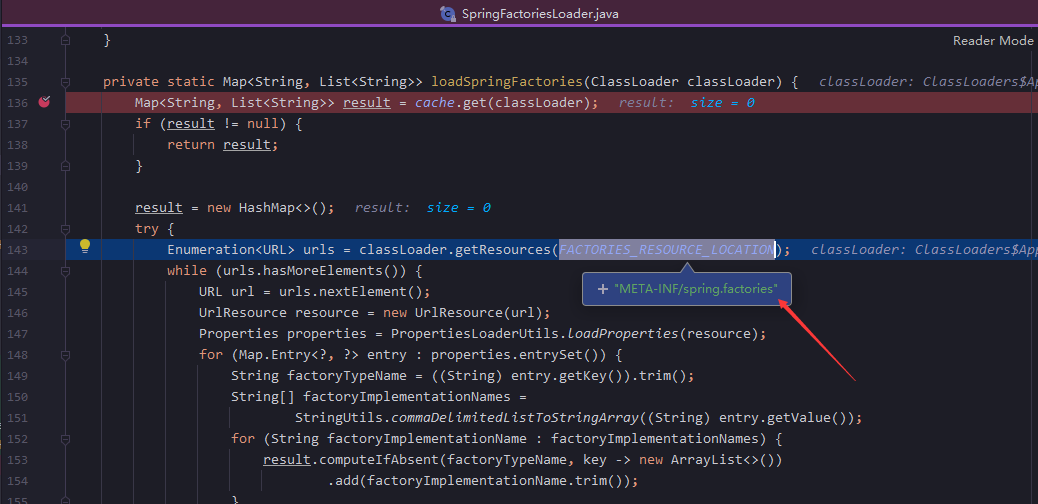 SpringFactoriesLoader.java
Reader Mode
133 }
134
135 private static Map<String, List<String>> loadSpringFactories(ClassLoader classLoader) { classLoader: ClassLoaders$Ap
136 Map<String, List<String>> result = cache.get(classLoader); result: size = 0
137 if (result != null) {
138 return result;
139 }
140
141 result = new HashMap<>(); result: size = 0
142 try {
143 Enumeration<URL> urls = classLoader.getResources(FACTORIES_RESOURCE_LOCATION); classLoader: ClassLoaders$App
144 while (urls.hasMoreElements()) {
+ "META-INF/spring.factories"
145 URL url = urls.nextElement();
146 UrlResource resource = new UrlResource(url);
147 Properties properties = PropertiesLoaderUtils.loadProperties(resource);
148 for (Map.Entry<?, ?> entry : properties.entrySet()) {
149 String factoryTypeName = ((String) entry.getKey()).trim();
150 String[] factoryImplementationNames =
151 StringUtils.commaDelimitedListToStringArray((String) entry.getValue());
152 for (String factoryImplementationName : factoryImplementationNames) {
153 result.computeIfAbsent(factoryTypeName, key -> new ArrayList<>())
154 .add(factoryImplementationName.trim());
155 }